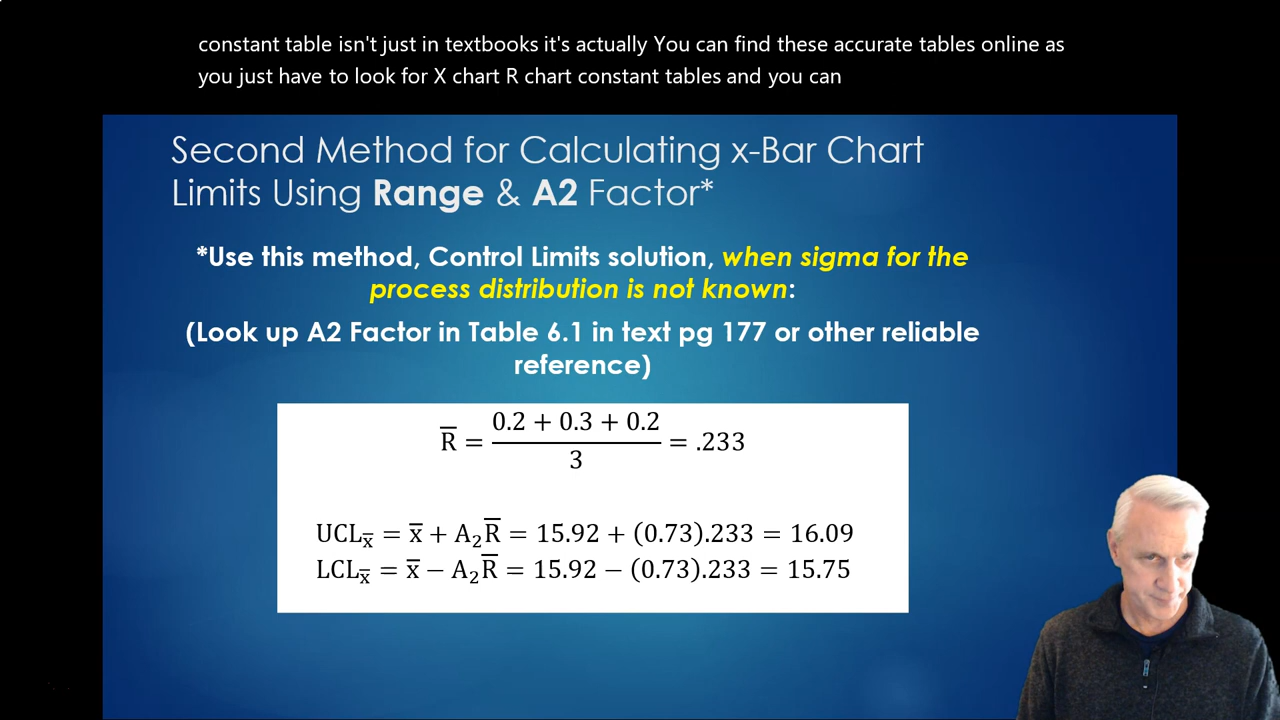 constant table isn't just in textbooks it's actually You can find these accurate tables online as
you just have to look for X chart R chart constant tables and you can
Second Method for Calculating x-Bar Chart
Limits Using Range & A2 Factor*
*Use this method, Control Limits solution, when sigma for the
process distribution is not known:
(Look up A2 Factor in Table 6.1 in text pg 177 or other reliable
reference)
R̅ = (0.2 + 0.3 + 0.2)/3 = .233
UCL_x̅ = x̅ + A₂R̅ = 15.92 + (0.73).233 = 16.09
LCL_x̅ = x̅ − A₂R̅ = 15.92 − (0.73).233 = 15.75